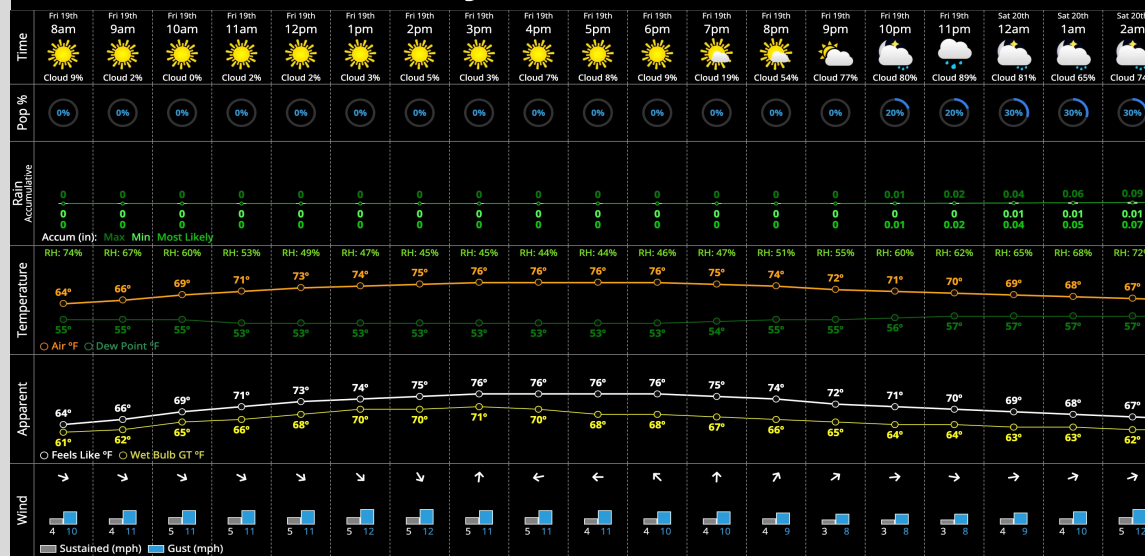 Fri 19th Fri 19th Fri 19th Fri 19th Fri 19th Fri 19th Fri 19th Fri 19th Fri 19th Fri 19th Fri 19th Fri 19th Fri 19th Fri 19th Fri 19th Fri 19th Sat 20th Sat 20th Sat 20t
8am 9am 10am 11am 12pm 1pm 2pm 3pm 4pm 5pm 6pm 7pm 8pm 9pm 10pm 11pm 12am 1am 2am
Time
Cloud 9% Cloud 2% Cloud 0% Cloud 2% Cloud 2% Cloud 3% Cloud 5% Cloud 3% Cloud 7% Cloud 8% Cloud 9% Cloud 19% Cloud 54% Cloud 77% Cloud 80% Cloud 89% Cloud 81% Cloud 65% Cloud 74
Pop %
0% 0% 0% 0% 0% 0% 0% 0% 0% 0% 0% 0% 0% 0% 20% 20% 30% 30% 30%
Rain
Accumulative
0 0 0 0 0 0 0 0 0 0 0 0 0 0 0.01 0.02 0.04 0.06 0.09
0 0 0 0 0 0 0 0 0 0 0 0 0 0 0 0 0.01 0.01 0.01
0 0 0 0 0 0 0 0 0 0 0 0 0 0 0.01 0.02 0.04 0.05 0.07
Accum (in): Max Min Most Likely
RH: 74% RH: 67% RH: 60% RH: 53% RH: 49% RH: 47% RH: 45% RH: 45% RH: 44% RH: 44% RH: 46% RH: 47% RH: 51% RH: 55% RH: 60% RH: 62% RH: 65% RH: 68% RH: 72%
Temperature
64° 66° 69° 71° 73° 74° 75° 76° 76° 76° 76° 75° 74° 72° 71° 70° 69° 68° 67°
55° 55° 55° 53° 53° 53° 53° 53° 53° 53° 53° 54° 55° 55° 56° 57° 57° 57° 57°
Air °F Dew Point °F
Apparent
64° 66° 69° 71° 73° 74° 75° 76° 76° 76° 76° 75° 74° 72° 71° 70° 69° 68° 67°
61° 62° 65° 66° 68° 70° 70° 71° 70° 68° 68° 67° 66° 65° 64° 64° 63° 63° 62°
Feels Like °F Wet Bulb GT °F
Wind
4 10 4 11 5 11 5 11 5 11 5 12 5 12 5 11 4 11 5 11 4 10 4 10 4 9 3 8 3 8 3 8 4 9 4 10 5 12
Sustained (mph) Gust (mph)